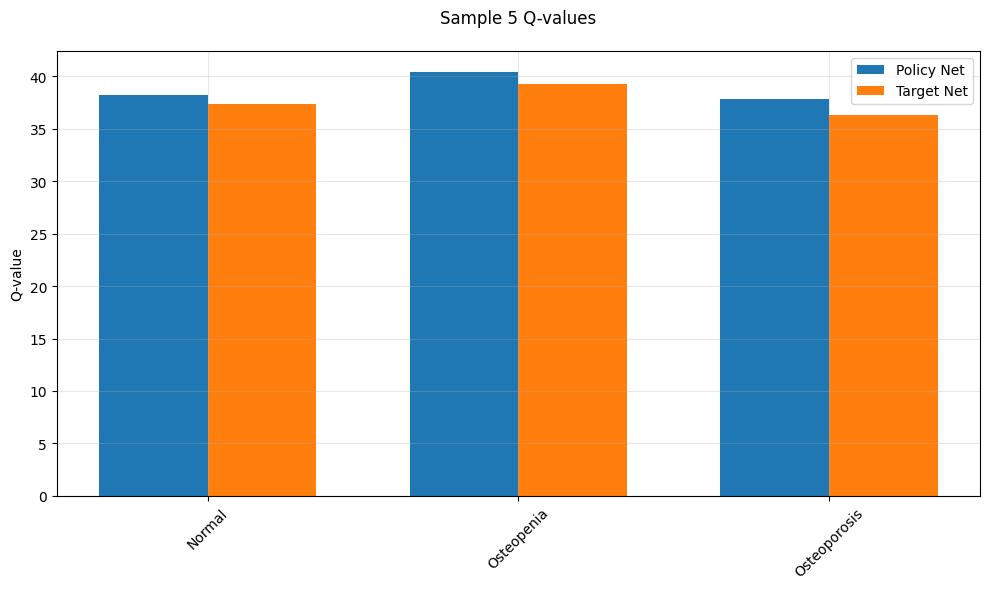 Sample 5 Q-values
Policy Net
Target Net
Q-value
40
35
30
25
20
15
10
5
0
Normal
Osteopenia
Osteoporosis